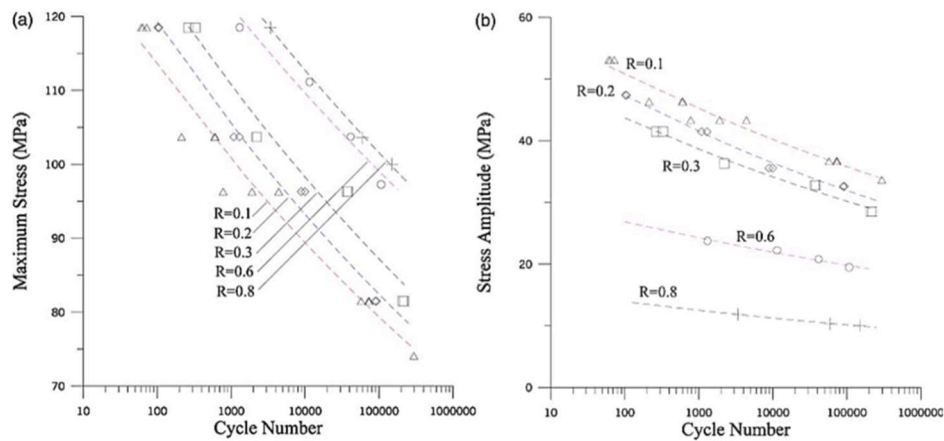 (a)
120
110
100
90
80
70
Maximum Stress (MPa)
R=0.1
R=0.2
R=0.3
R=0.6
R=0.8
10 100 1000 10000 100000 1000000
Cycle Number
(b)
60
40
20
0
Stress Amplitude (MPa)
R=0.1
R=0.2
R=0.3
R=0.6
R=0.8
10 100 1000 10000 100000 1000000
Cycle Number